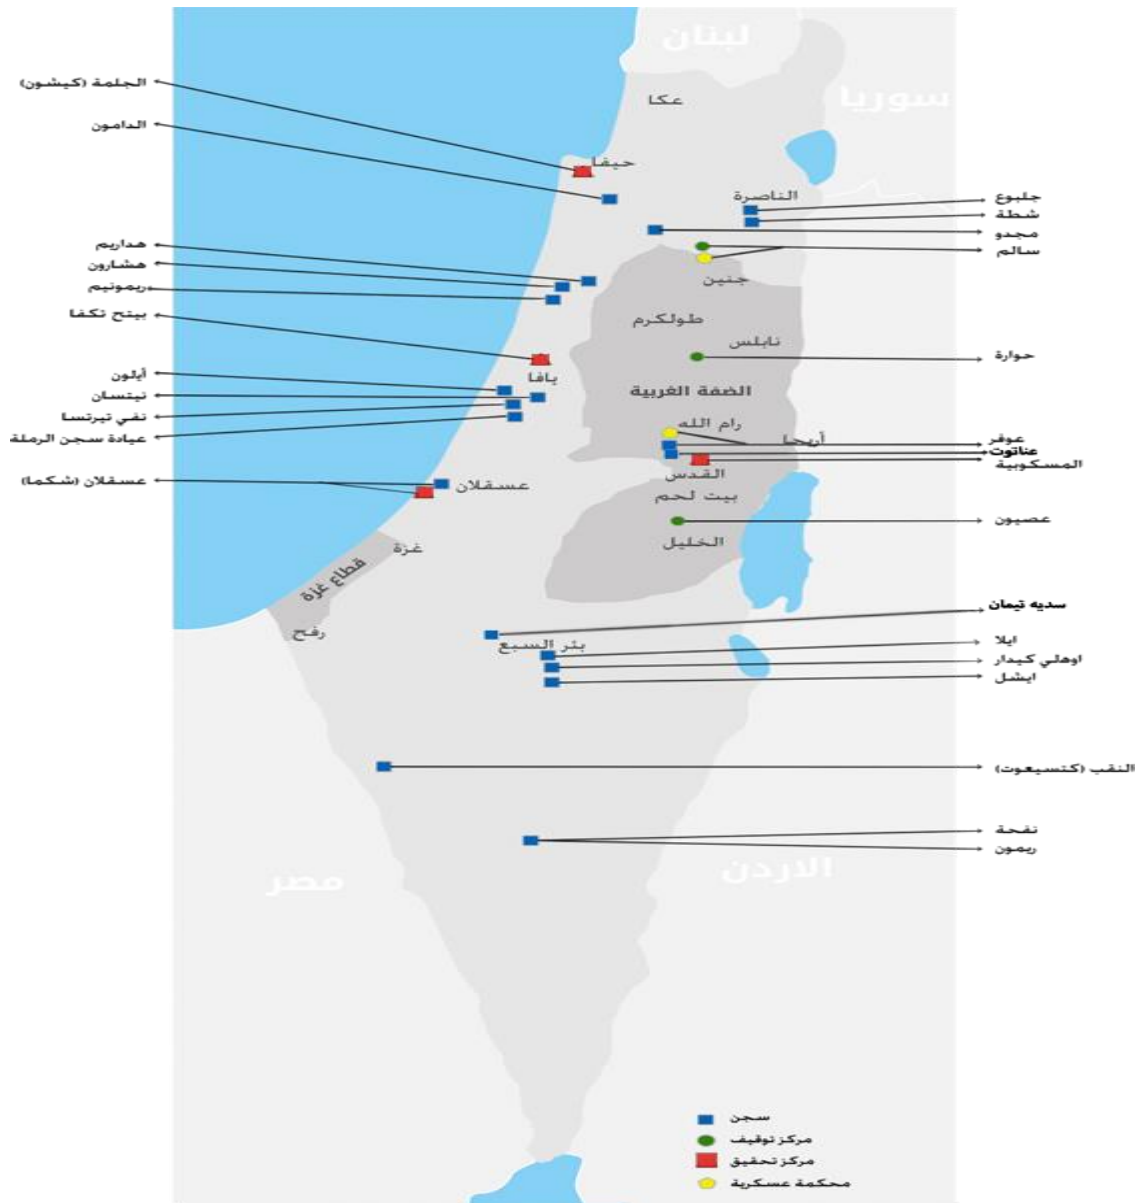 لبنان
سوريا
عكا
حيفا
الناصرة
جنين
طولكرم
نابلس
يافا
الضفة الغربية
رام الله
أريحا
القدس
بيت لحم
عسقلان
الخليل
غزة
قطاع غزة
رفح
بئر السبع
مصر
الاردن
الجلمة (كيشون)
الدامون
هداريم
هشارون
ريمونيم
بيتح تكفا
أيلون
نيتسان
نفي تيرتسا
عيادة سجن الرملة
عسقلان (شكما)
جلبوع
شطة
مجدو
سالم
حوارة
عوفر
عناتوت
المسكوبية
عصيون
سديه تيمان
ايلا
اوهلي كيدار
ايشل
النقب (كتسيعوت)
نفحة
ريمون
سجن
مركز توقيف
مركز تحقيق
محكمة عسكرية